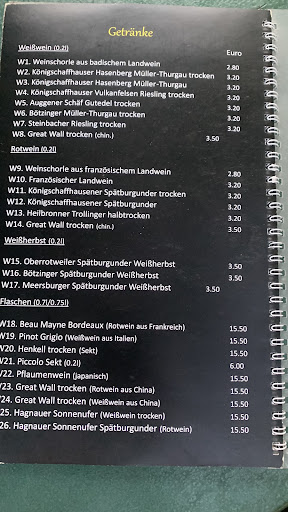 Getränke
Weißwein (0.2l) Euro
W1. Weinschorle aus badischem Landwein 2.80
W2. Königschaffhauser Hasenberg Müller-Thurgau trocken 3.20
W3. Königschaffhauser Hasenberg Müller-Thurgau 3.20
W4. Königschaffhauser Vulkanfelsen Riesling trocken 3.20
W5. Auggener Schäf Gutedel trocken 3.20
W6. Bötzinger Müller-Thurgau trocken 3.20
W7. Steinbacher Riesling trocken 3.20
W8. Great Wall trocken (chin.) 3.50
Rotwein (0.2l)
W9. Weinschorle aus französischem Landwein 2.80
W10. Französischer Landwein 3.20
W11. Königschaffhausener Spätburgunder trocken 3.50
W12. Königschaffhausener Spätburgunder 3.50
W13. Heilbronner Trollinger halbtrocken 3.20
W14. Great Wall trocken (chin.) 3.50
Weißherbst (0.2l)
W15. Oberrotweiler Spätburgunder Weißherbst 3.50
W16. Bötzinger Spätburgunder Weißherbst 3.50
W17. Meersburger Spätburgunder Weißherbst 3.50
Flaschen (0.7l/0.75l)
W18. Beau Mayne Bordeaux (Rotwein aus Frankreich) 15.50
W19. Pinot Grigio (Weißwein aus Italien) 15.50
W20. Henkell trocken (Sekt) 15.50
W21. Piccolo Sekt (0.2l) 6.00
W22. Pflaumenwein (japanisch) 15.50
W23. Great Wall trocken (Rotwein aus China) 15.50
W24. Great Wall trocken (Weißwein aus China) 15.50
25. Hagnauer Sonnenufer (Weißwein trocken) 15.50
26. Hagnauer Sonnenufer Spätburgunder (Rotwein) 15.50